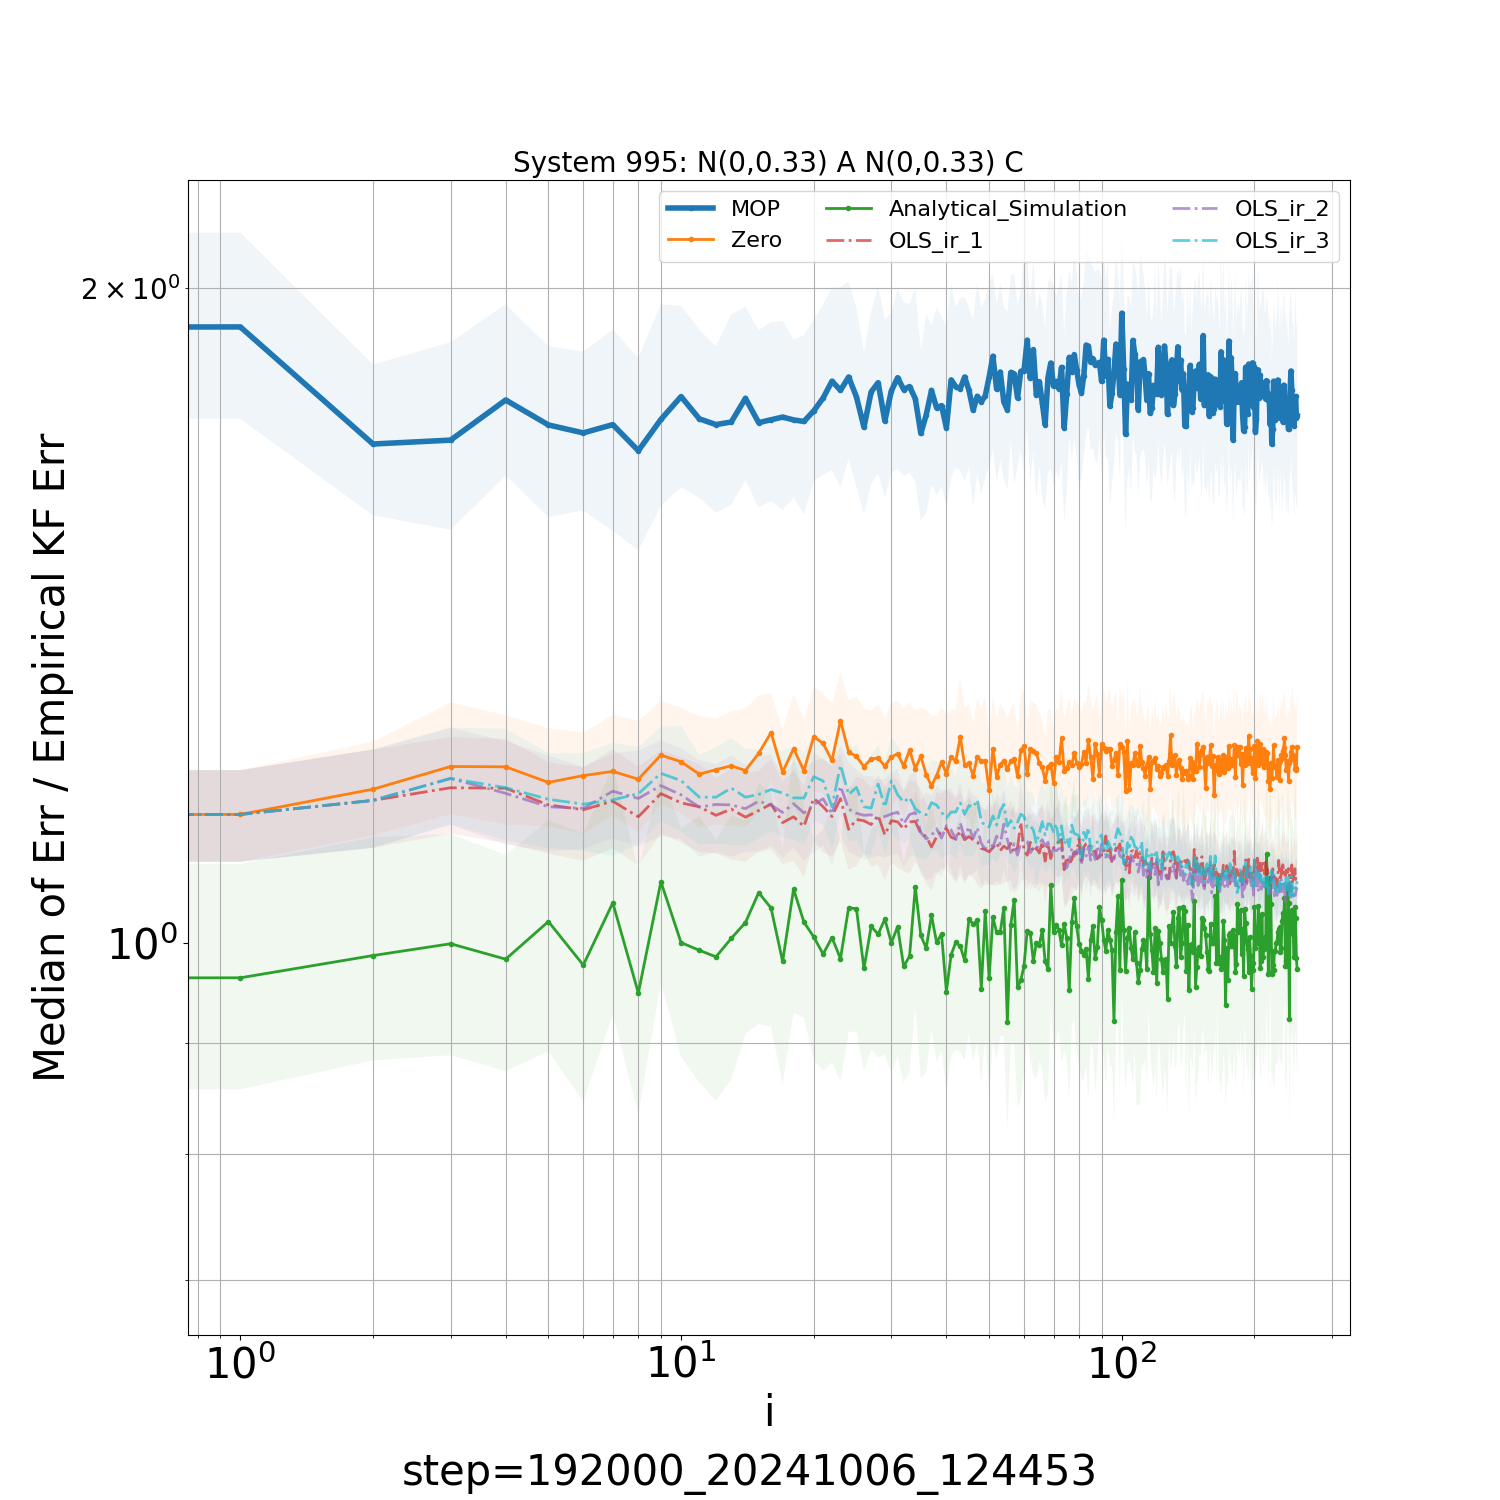 System 995: N(0,0.33) A N(0,0.33) C
MOP
Zero
Analytical_Simulation
OLS_ir_1
OLS_ir_2
OLS_ir_3
2 × 10⁰
10⁰
Median of Err / Empirical KF Err
10⁰ 10¹ 10²
i
step=192000_20241006_124453